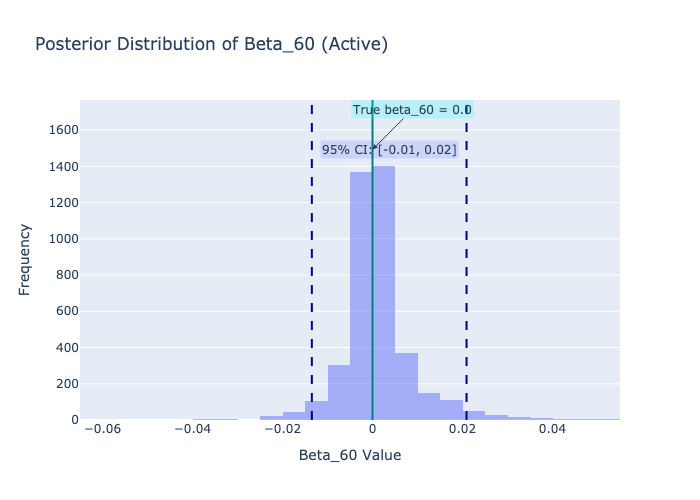 Posterior Distribution of Beta_60 (Active)
True beta_60 = 0.0
95% CI: [-0.01, 0.02]
1600
1400
1200
1000
800
600
400
200
0
Frequency
−0.06 −0.04 −0.02 0 0.02 0.04
Beta_60 Value